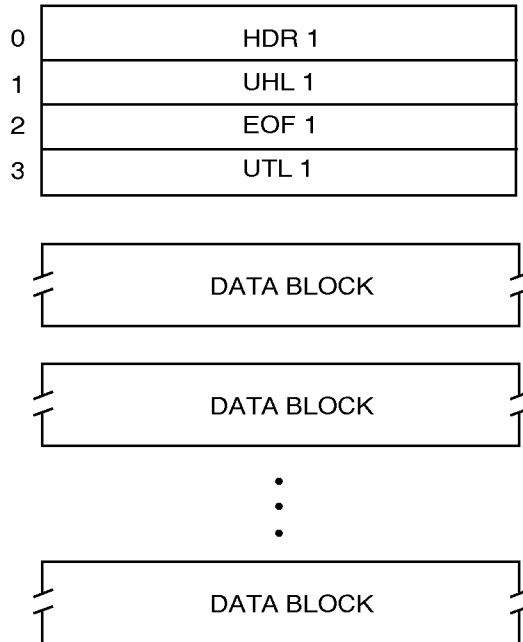 0 HDR 1
1 UHL 1
2 EOF 1
3 UTL 1
DATA BLOCK
DATA BLOCK
DATA BLOCK